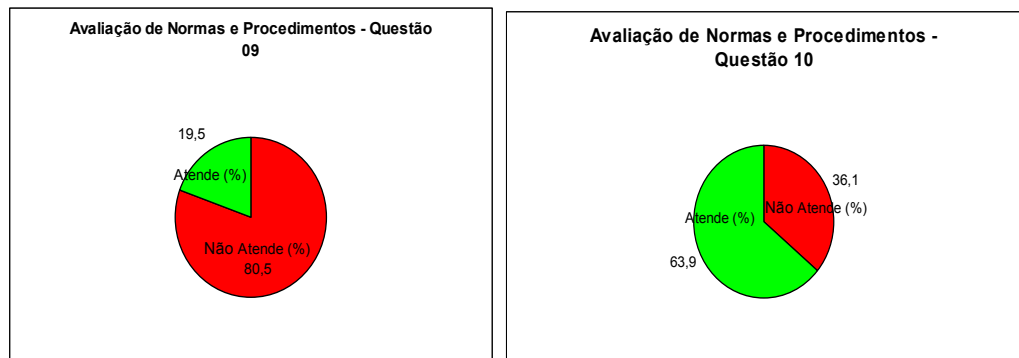 Avaliação de Normas e Procedimentos - Questão
09
19,5
Atende (%)
Não Atende (%)
80,5
Avaliação de Normas e Procedimentos -
Questão 10
36,1
Não Atende (%)
Atende (%)
63,9